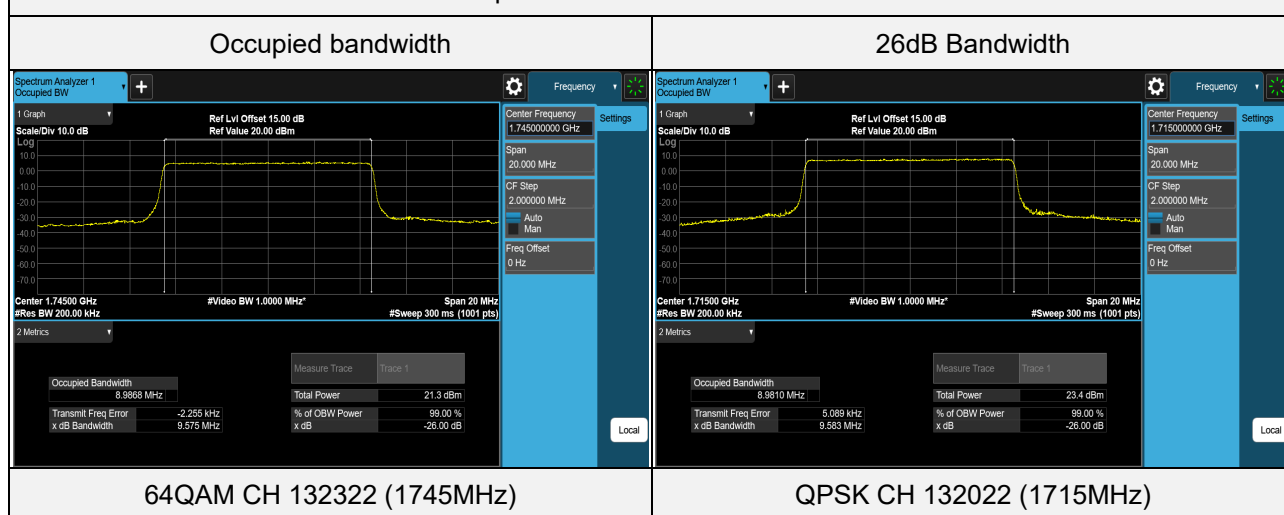 Occupied bandwidth
26dB Bandwidth
Spectrum Analyzer 1
Occupied BW
+
Frequency
1 Graph
Scale/Div 10.0 dB
Ref Lvl Offset 15.00 dB
Ref Value 20.00 dBm
Log
10.0
0.00
-10.0
-20.0
-30.0
-40.0
-50.0
-60.0
-70.0
Center 1.74500 GHz
#Res BW 200.00 kHz
#Video BW 1.0000 MHz*
Span 20 MHz
#Sweep 300 ms (1001 pts)
Center Frequency
1.745000000 GHz
Settings
Span
20.000 MHz
CF Step
2.000000 MHz
Auto
Man
Freq Offset
0 Hz
2 Metrics
Measure Trace
Trace 1
Occupied Bandwidth
8.9868 MHz
Total Power
21.3 dBm
Transmit Freq Error
-2.255 kHz
% of OBW Power
99.00 %
x dB Bandwidth
9.575 MHz
x dB
-26.00 dB
Local
Spectrum Analyzer 1
Occupied BW
+
Frequency
1 Graph
Scale/Div 10.0 dB
Ref Lvl Offset 15.00 dB
Ref Value 20.00 dBm
Log
10.0
0.00
-10.0
-20.0
-30.0
-40.0
-50.0
-60.0
-70.0
Center 1.71500 GHz
#Res BW 200.00 kHz
#Video BW 1.0000 MHz*
Span 20 MHz
#Sweep 300 ms (1001 pts)
Center Frequency
1.715000000 GHz
Settings
Span
20.000 MHz
CF Step
2.000000 MHz
Auto
Man
Freq Offset
0 Hz
2 Metrics
Measure Trace
Trace 1
Occupied Bandwidth
8.9810 MHz
Total Power
23.4 dBm
Transmit Freq Error
5.089 kHz
% of OBW Power
99.00 %
x dB Bandwidth
9.583 MHz
x dB
-26.00 dB
Local
64QAM CH 132322 (1745MHz)
QPSK CH 132022 (1715MHz)